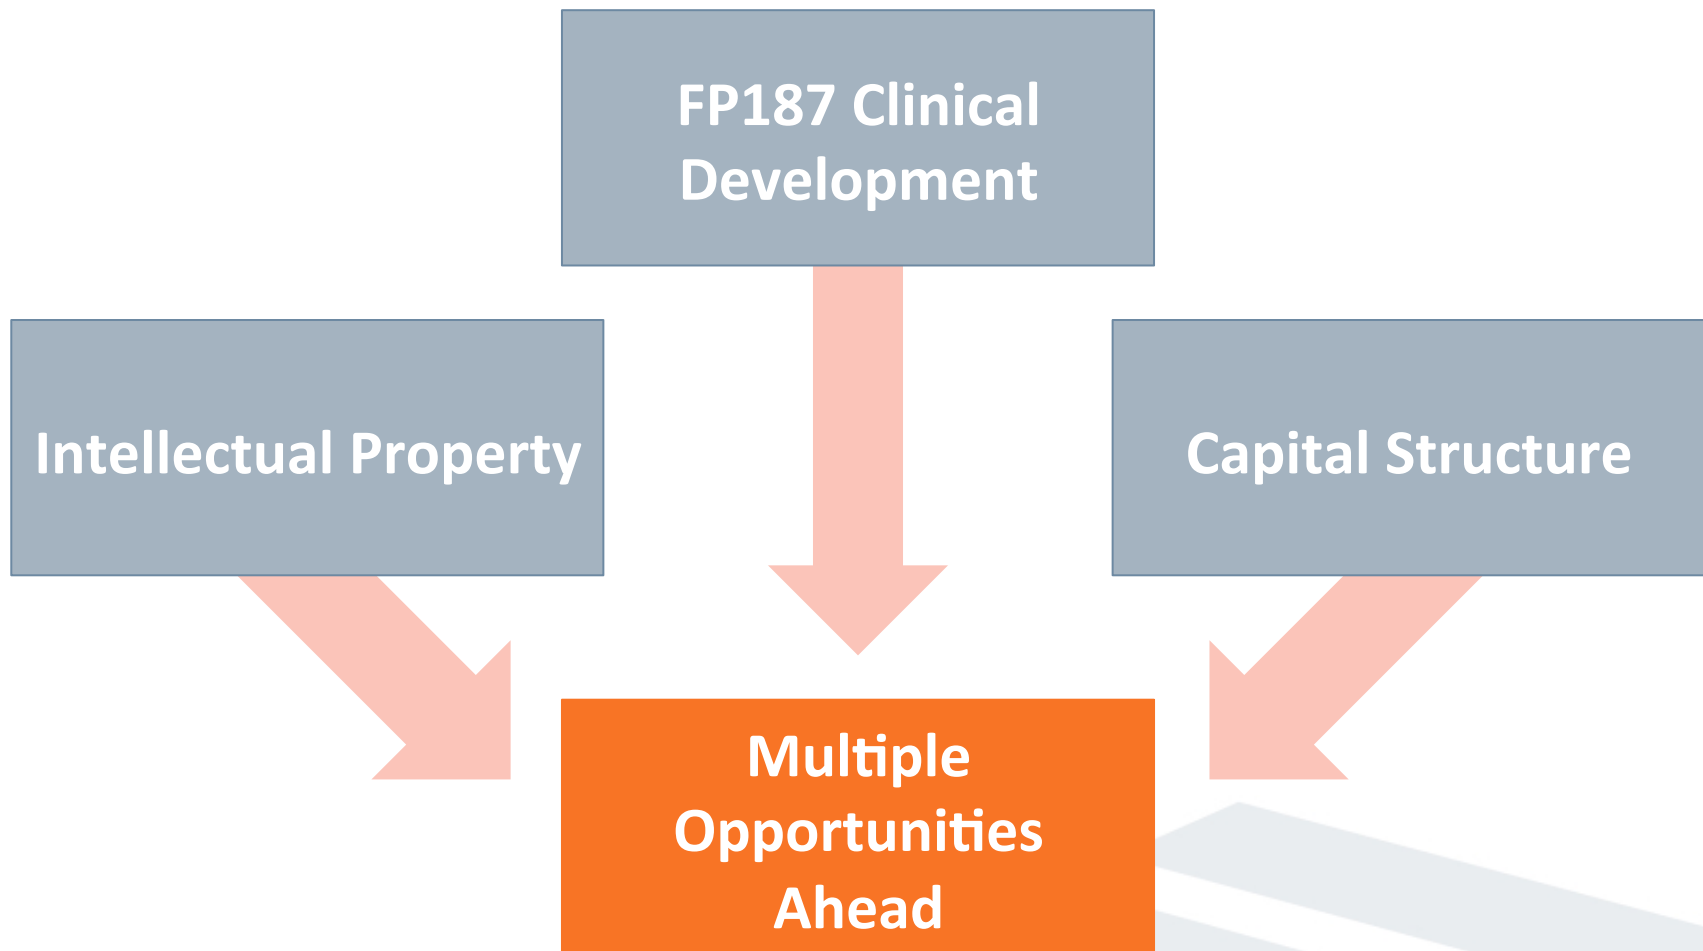 FP187 Clinical
Development
Intellectual Property
Capital Structure
Multiple
Opportunities
Ahead